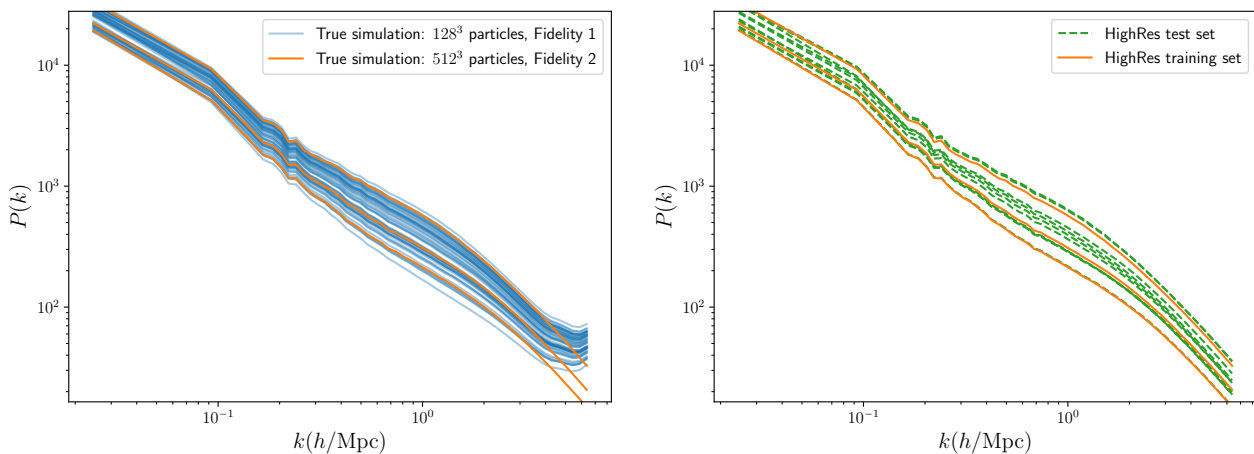 True simulation: 128³ particles, Fidelity 1
True simulation: 512³ particles, Fidelity 2
10⁴
10³
10²
P(k)
10⁻¹
10⁰
k(h/Mpc)
HighRes test set
HighRes training set
10⁴
10³
10²
P(k)
10⁻¹
10⁰
k(h/Mpc)